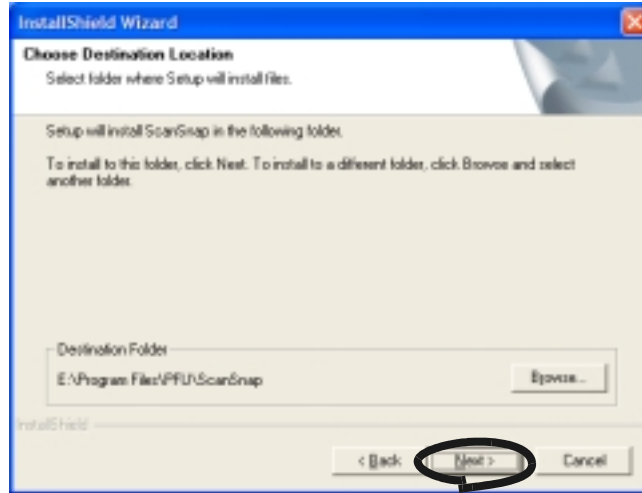 InstallShield Wizard
Choose Destination Location
Select folder where Setup will install files.
Setup will install ScanSnap in the following folder.
To install to this folder, click Next. To install to a different folder, click Browse and select
another folder.
Destination Folder
E:\Program Files\PFU\ScanSnap
Browse...
InstallShield
< Back
Next >
Cancel